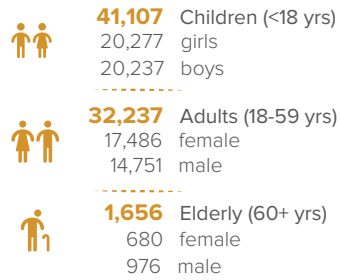 41,107 Children (<18 yrs)
20,277 girls
20,237 boys
32,237 Adults (18-59 yrs)
17,486 female
14,751 male
1,656 Elderly (60+ yrs)
680 female
976 male